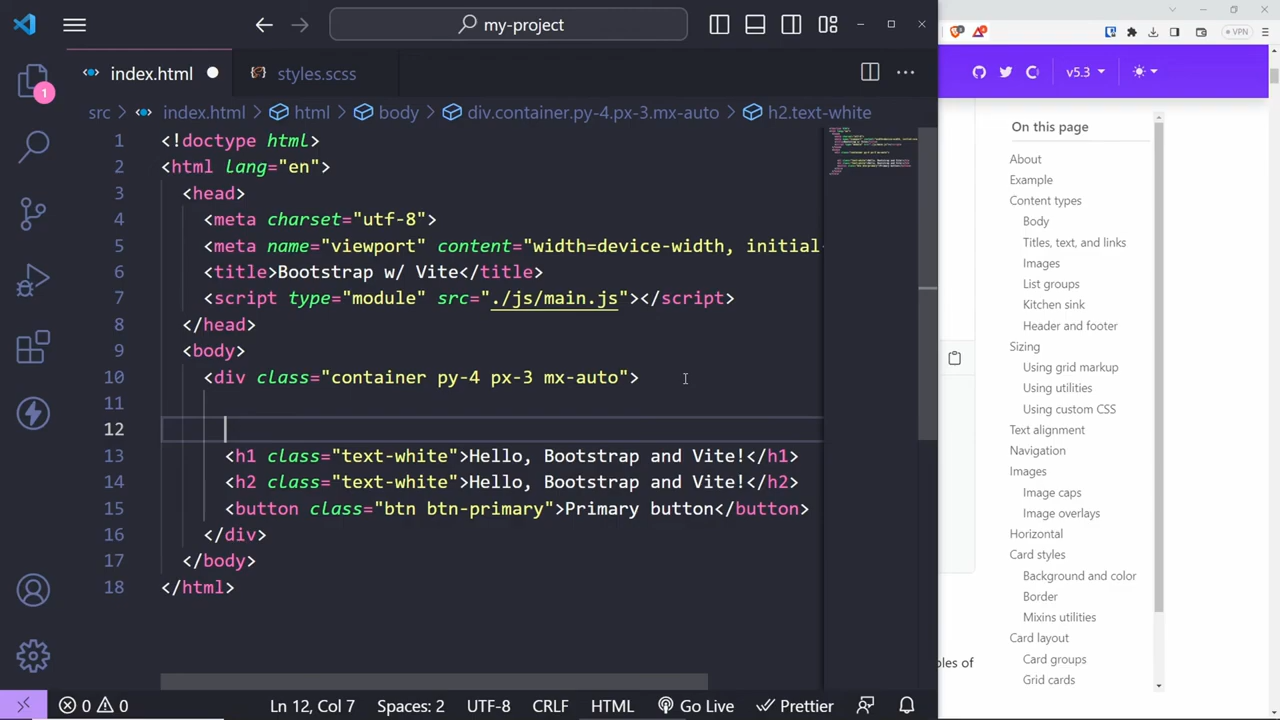 my-project
index.html
styles.scss
src > index.html > html > body > div.container.py-4.px-3.mx-auto > h2.text-white
1 <!doctype html>
2 <html lang="en">
3 <head>
4 <meta charset="utf-8">
5 <meta name="viewport" content="width=device-width, initial-
6 <title>Bootstrap w/ Vite</title>
7 <script type="module" src="./js/main.js"></script>
8 </head>
9 <body>
10 <div class="container py-4 px-3 mx-auto">
11
12
13 <h1 class="text-white">Hello, Bootstrap and Vite!</h1>
14 <h2 class="text-white">Hello, Bootstrap and Vite!</h2>
15 <button class="btn btn-primary">Primary button</button>
16 </div>
17 </body>
18 </html>
1
0 0
Ln 12, Col 7
Spaces: 2
UTF-8
CRLF
HTML
Go Live
Prettier
VPN
v5.3
On this page
About
Example
Content types
Body
Titles, text, and links
Images
List groups
Kitchen sink
Header and footer
Sizing
Using grid markup
Using utilities
Using custom CSS
Text alignment
Navigation
Images
Image caps
Image overlays
Horizontal
Card styles
Background and color
Border
Mixins utilities
Card layout
Card groups
Grid cards
ples of